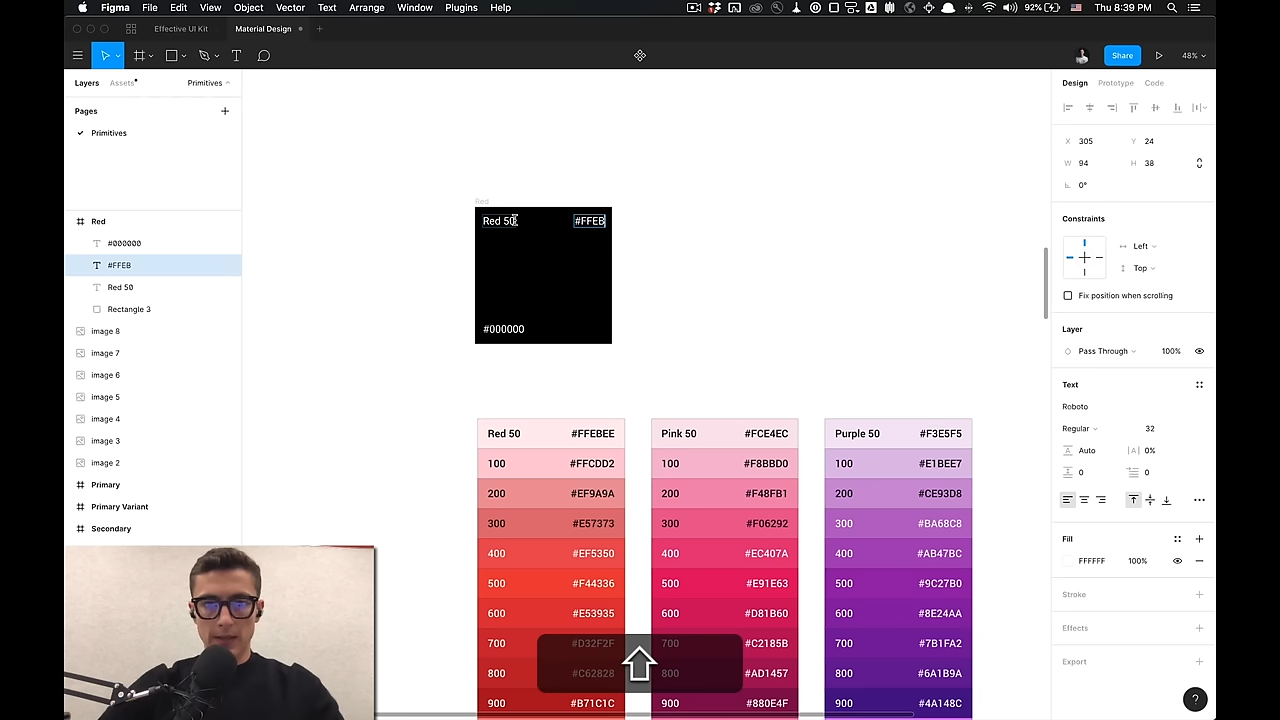 Figma File Edit View Object Vector Text Arrange Window Plugins Help 92% Thu 8:39 PM
Effective UI Kit Material Design
Share 48%
Layers Assets Primitives
Design Prototype Code
Pages
Primitives
X 305 Y 24
W 94 H 38
0°
Red
#000000
#FFEB
Red 50
Rectangle 3
image 8
image 7
image 6
image 5
image 4
image 3
image 2
Primary
Primary Variant
Secondary
Red
Red 50 #FFEB
#000000
Red 50 #FFEBEE
100 #FFCDD2
200 #EF9A9A
300 #E57373
400 #EF5350
500 #F44336
600 #E53935
700 #D32F2F
800 #C62828
900 #B71C1C
Pink 50 #FCE4EC
100 #F8BBD0
200 #F48FB1
300 #F06292
400 #EC407A
500 #E91E63
600 #D81B60
700 #C2185B
800 #AD1457
900 #880E4F
Purple 50 #F3E5F5
100 #E1BEE7
200 #CE93D8
300 #BA68C8
400 #AB47BC
500 #9C27B0
600 #8E24AA
700 #7B1FA2
800 #6A1B9A
900 #4A148C
Constraints
Left
Top
Fix position when scrolling
Layer
Pass Through 100%
Text
Roboto
Regular 32
Auto 0%
0 0
Fill
FFFFFF 100%
Stroke
Effects
Export
?